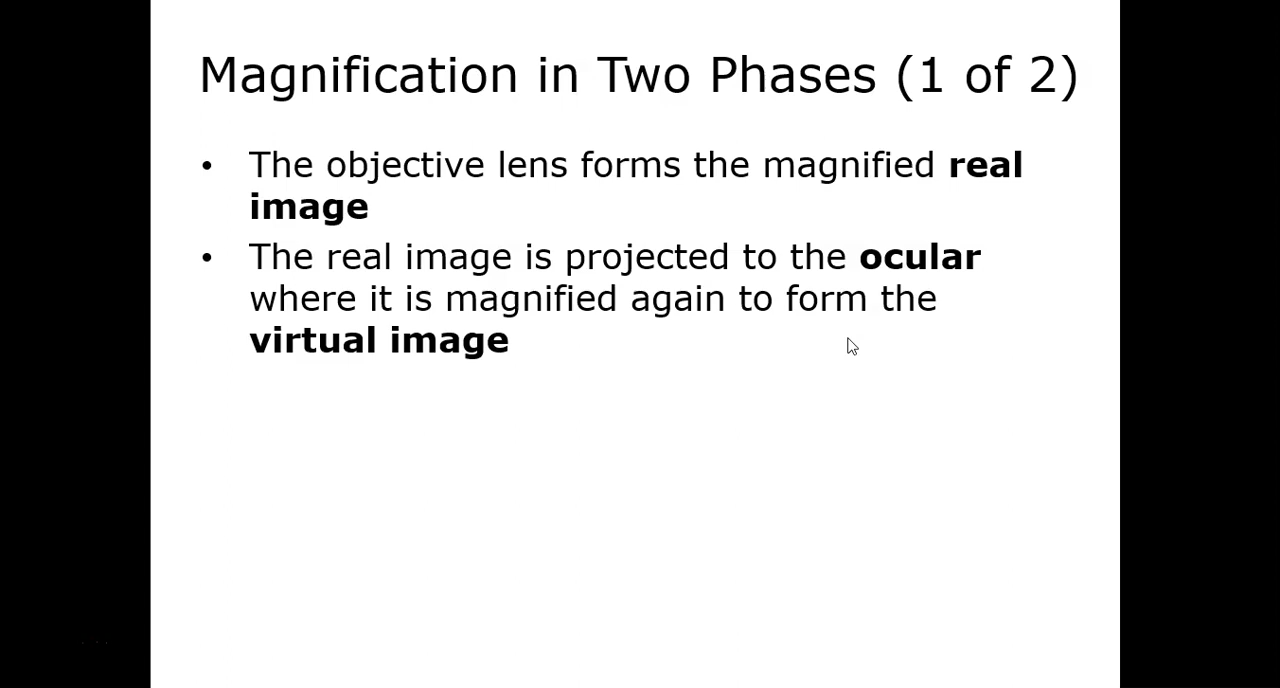 Magnification in Two Phases (1 of 2)
• The objective lens forms the magnified real
image
• The real image is projected to the ocular
where it is magnified again to form the
virtual image